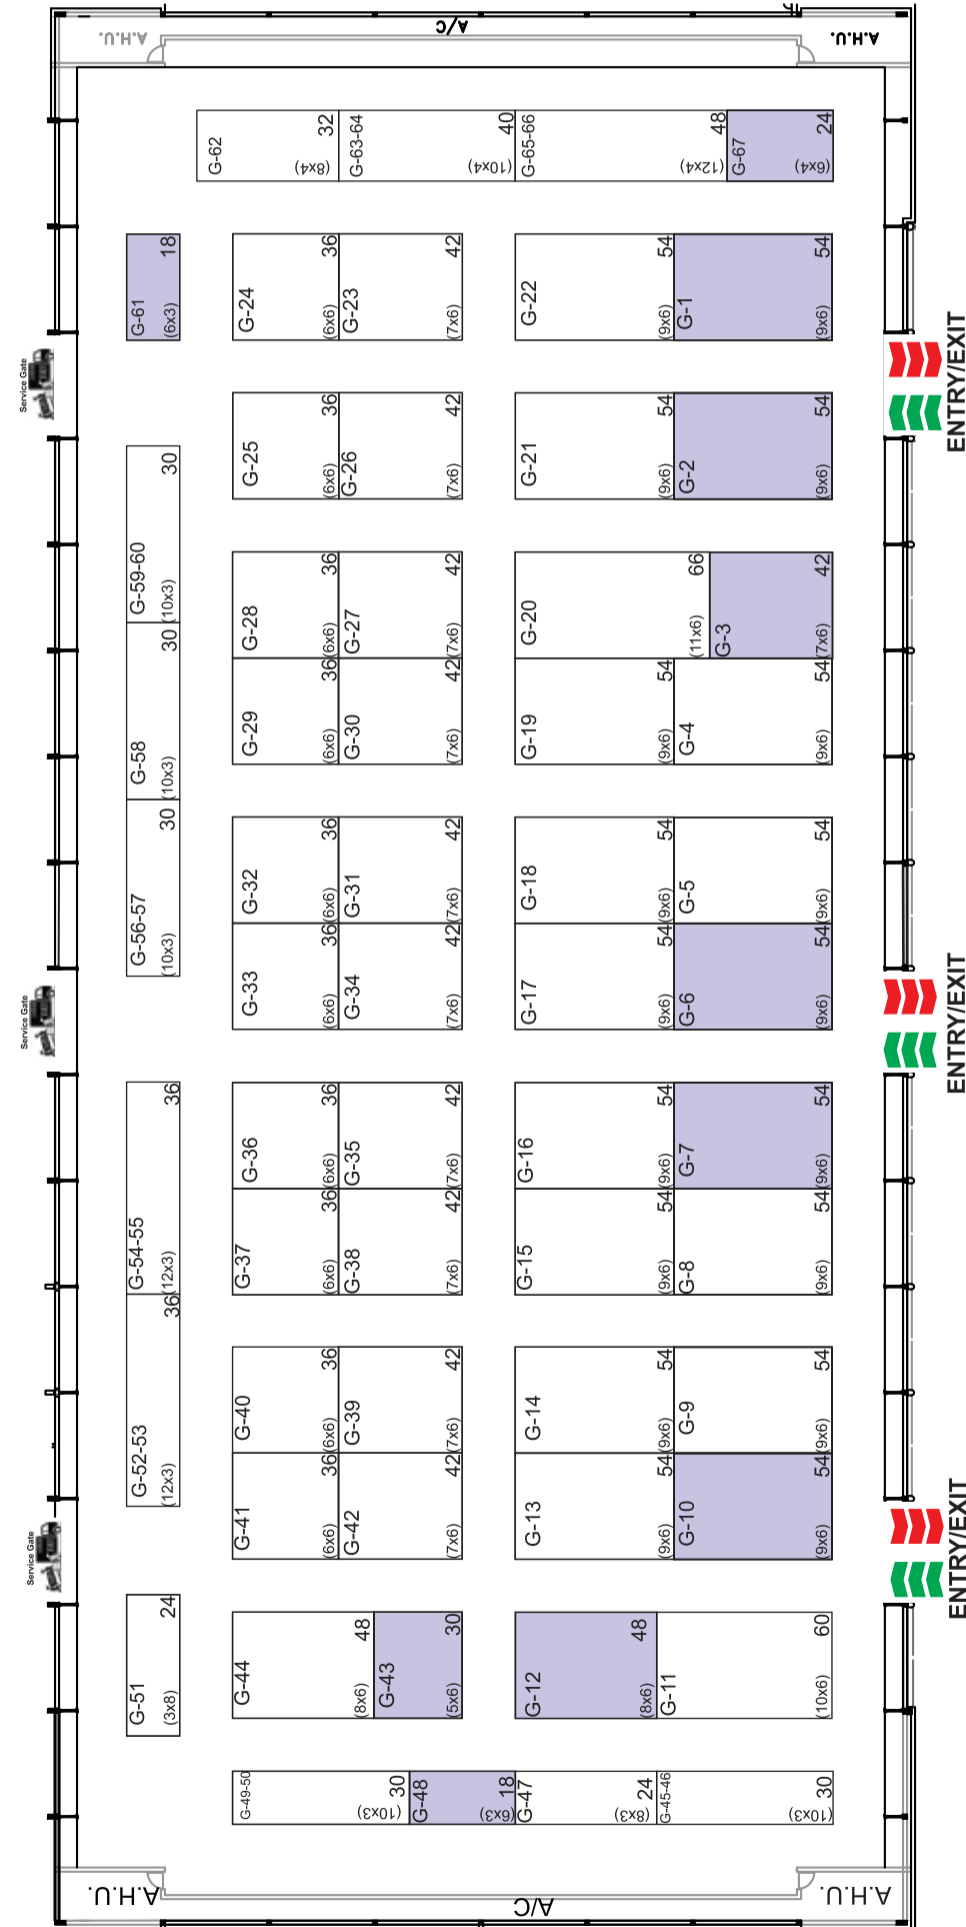 A.H.U.
A/C
A.H.U.
G-62
32
(8x4)
G-63-64
40
(10x4)
G-65-66
48
(12x4)
G-67
24
(6x4)
G-61
18
(6x3)
G-24
36
(6x6)
G-23
42
(7x6)
G-22
54
(9x6)
G-1
54
(9x6)
Service Gate
ENTRY/EXIT
G-25
36
(6x6)
G-26
42
(7x6)
G-21
54
(9x6)
G-2
54
(9x6)
G-59-60
30
(10x3)
G-28
36
(6x6)
G-27
42
(7x6)
G-20
66
(11x6)
G-3
42
(7x6)
G-58
30
(10x3)
G-29
36
(6x6)
G-30
42
(7x6)
G-19
54
(9x6)
G-4
54
(9x6)
G-56-57
30
(10x3)
G-32
36
(6x6)
G-31
42
(7x6)
G-18
54
(9x6)
G-5
54
(9x6)
G-33
36
(6x6)
G-34
42
(7x6)
G-17
54
(9x6)
G-6
54
(9x6)
Service Gate
ENTRY/EXIT
G-54-55
36
(12x3)
G-36
36
(6x6)
G-35
42
(7x6)
G-16
54
(9x6)
G-7
54
(9x6)
G-37
36
(6x6)
G-38
42
(7x6)
G-15
54
(9x6)
G-8
54
(9x6)
G-52-53
36
(12x3)
G-40
36
(6x6)
G-39
42
(7x6)
G-14
54
(9x6)
G-9
54
(9x6)
G-41
36
(6x6)
G-42
42
(7x6)
G-13
54
(9x6)
G-10
54
(9x6)
Service Gate
ENTRY/EXIT
G-51
24
(3x8)
G-44
48
(8x6)
G-43
30
(5x6)
G-12
48
(8x6)
G-11
60
(10x6)
G-49-50
30
(10x3)
G-48
18
(6x3)
G-47
24
(8x3)
G-45-46
30
(10x3)
A.H.U.
A/C
A.H.U.